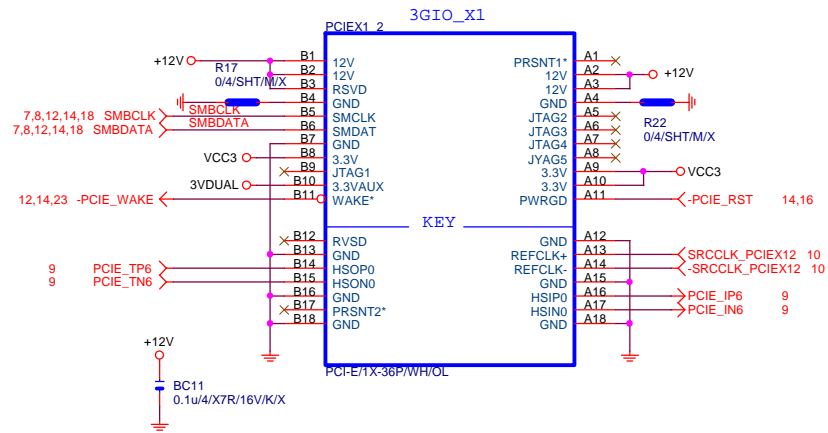 3GIO_X1
PCIEX1_2
+12V B1 12V PRSNT1* A1
R17 B2 12V 12V A2 +12V
B3 RSVD 12V A3
0/4/SHT/M/X B4 GND GND A4
7,8,12,14,18 SMBCLK SMBCLK B5 SMCLK JTAG2 A5 R22
7,8,12,14,18 SMBDATA SMBDATA B6 SMDAT JTAG3 A6 0/4/SHT/M/X
B7 GND JTAG4 A7
VCC3 B8 3.3V JYAG5 A8
B9 JTAG1 3.3V A9 VCC3
3VDUAL B10 3.3VAUX 3.3V A10
12,14,23 -PCIE_WAKE B11 WAKE* PWRGD A11 -PCIE_RST 14,16
KEY
B12 RVSD GND A12
B13 GND REFCLK+ A13 SRCCLK_PCIEX12 10
9 PCIE_TP6 B14 HSOP0 REFCLK- A14 -SRCCLK_PCIEX12 10
9 PCIE_TN6 B15 HSON0 GND A15
B16 GND HSIP0 A16 PCIE_IP6 9
B17 PRSNT2* HSIN0 A17 PCIE_IN6 9
B18 GND GND A18
+12V
PCI-E/1X-36P/WH/OL
BC11
0.1u/4/X7R/16V/K/X